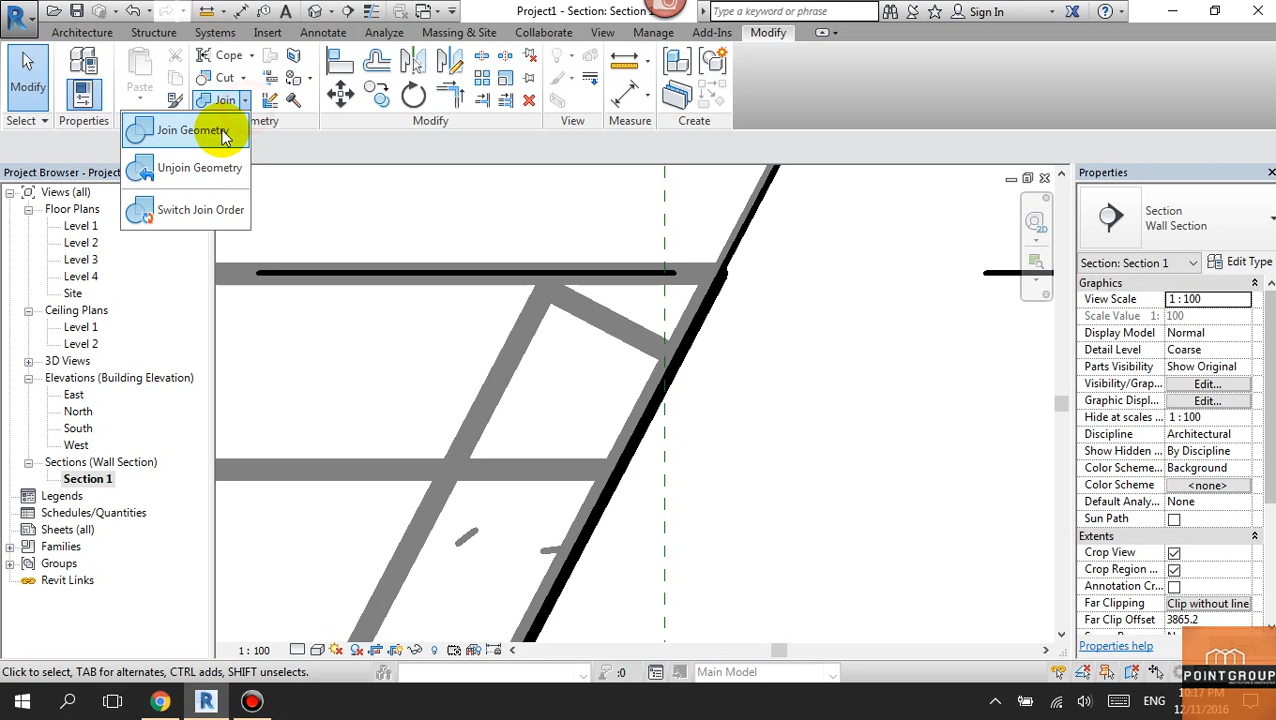 Project1 - Section: Section
Type a keyword or phrase
Sign In
Architecture
Structure
Systems
Insert
Annotate
Analyze
Massing & Site
Collaborate
View
Manage
Add-Ins
Modify
Modify
Paste
Cope
Cut
Join
Select
Properties
Modify
View
Measure
Create
Join Geometry
Unjoin Geometry
Switch Join Order
Views (all)
Floor Plans
Level 1
Level 2
Level 3
Level 4
Site
Ceiling Plans
Level 1
Level 2
3D Views
Elevations (Building Elevation)
East
North
South
West
Sections (Wall Section)
Section 1
Legends
Schedules/Quantities
Sheets (all)
Families
Groups
Revit Links
2D
Properties
Section
Wall Section
Section: Section 1
Edit Type
Graphics
View Scale
1 : 100
Scale Value 1:
100
Display Model
Normal
Detail Level
Coarse
Parts Visibility
Show Original
Visibility/Grap...
Edit...
Graphic Displ...
Edit...
Hide at scales ...
1 : 100
Discipline
Architectural
Show Hidden ...
By Discipline
Color Scheme...
Background
Color Scheme
<none>
Default Analy...
None
Sun Path
Extents
Crop View
Crop Region ...
Annotation Cr...
Far Clipping
Clip without line
Far Clip Offset
3865.2
Properties help
1 : 100
Click to select, TAB for alternates, CTRL adds, SHIFT unselects.
:0
Main Model
ENG
10:17 PM
12/11/2016
POINTGROUP